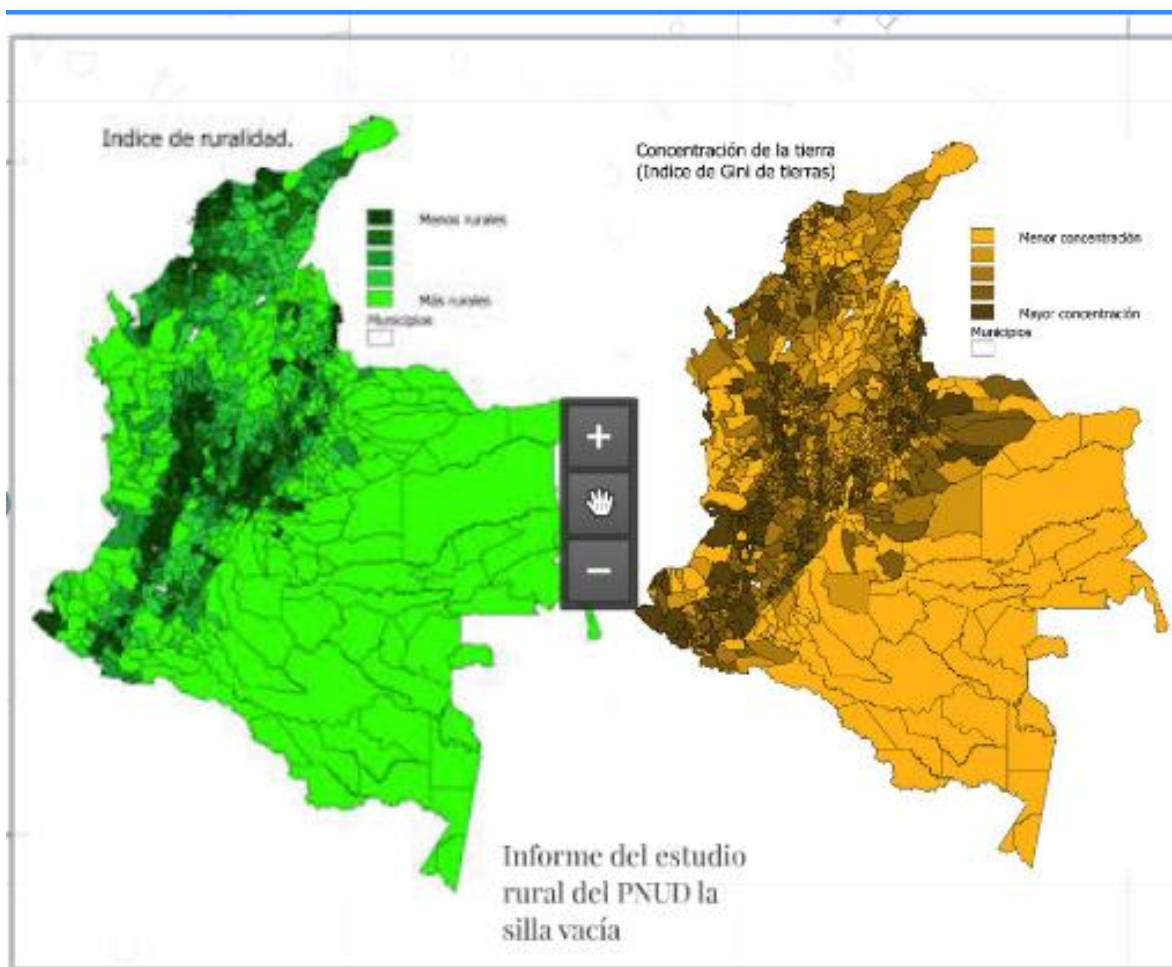 Indice de ruralidad.
Menos rurales
Más rurales
Municipios
Concentración de la tierra
(Indice de Gini de tierras)
Menor concentración
Mayor concentración
Municipios
Informe del estudio
rural del PNUD la
silla vacía